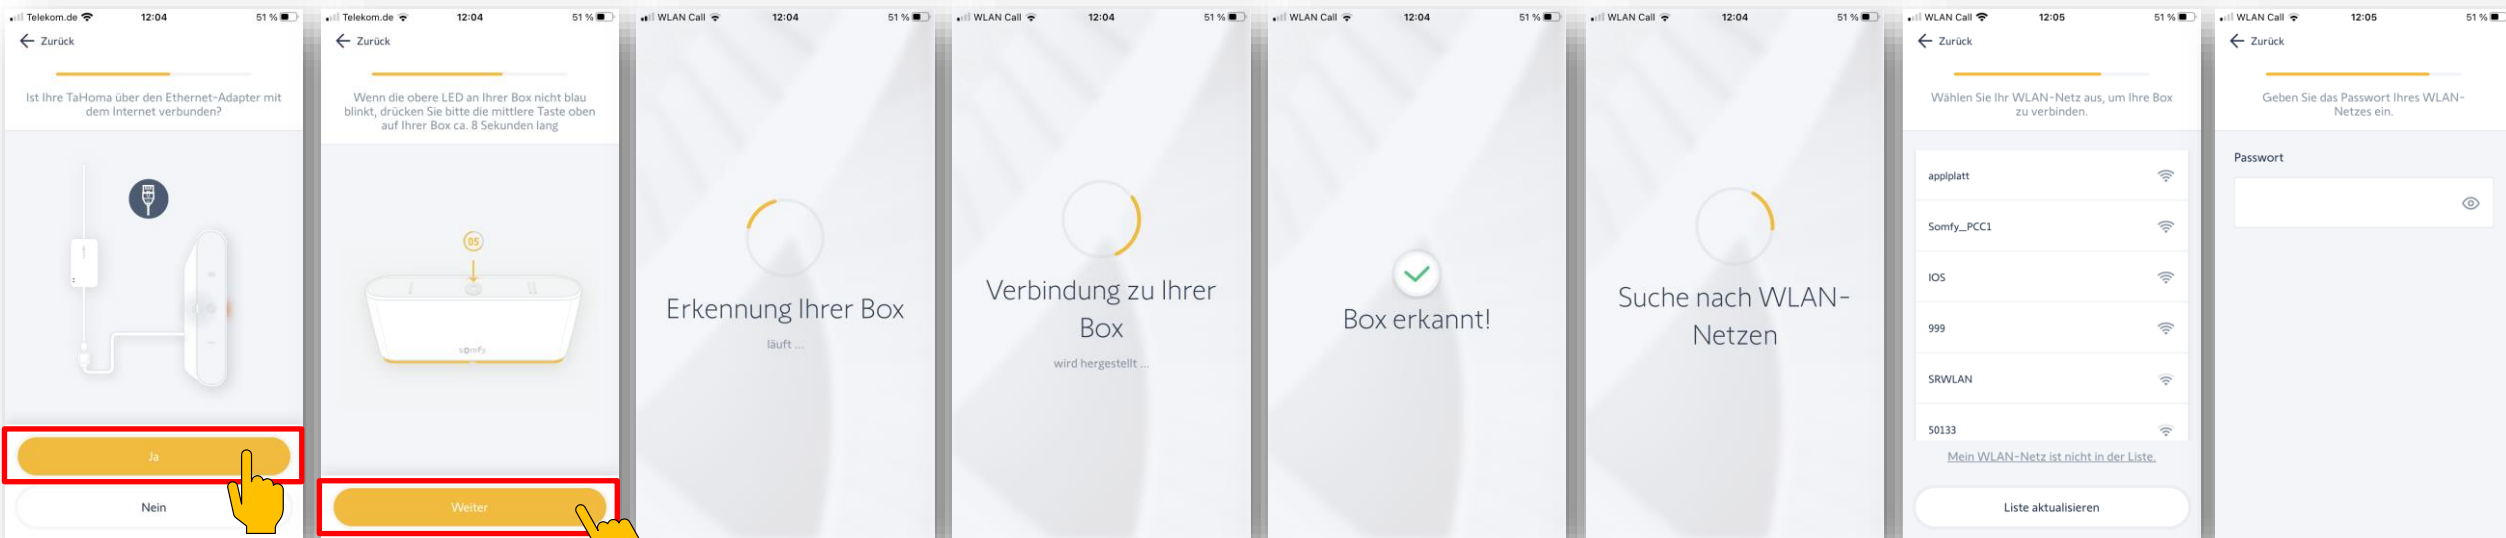 Telekom.de 12:04 51 %
Zurück
Ist Ihre TaHoma über den Ethernet-Adapter mit
dem Internet verbunden?
Ja
Nein
Telekom.de 12:04 51 %
Zurück
Wenn die obere LED an Ihrer Box nicht blau
blinkt, drücken Sie bitte die mittlere Taste oben
auf Ihrer Box ca. 8 Sekunden lang
05
somfy
Weiter
WLAN Call 12:04 51 %
Erkennung Ihrer Box
läuft ...
WLAN Call 12:04 51 %
Verbindung zu Ihrer
Box
wird hergestellt ...
WLAN Call 12:04 51 %
Box erkannt!
WLAN Call 12:04 51 %
Suche nach WLAN-
Netzen
WLAN Call 12:05 51 %
Zurück
Wählen Sie Ihr WLAN-Netz aus, um Ihre Box
zu verbinden.
applplatt
Somfy_PCC1
IOS
999
SRWLAN
S0133
Mein WLAN-Netz ist nicht in der Liste.
Liste aktualisieren
WLAN Call 12:05 51 %
Zurück
Geben Sie das Passwort Ihres WLAN-
Netzes ein.
Passwort